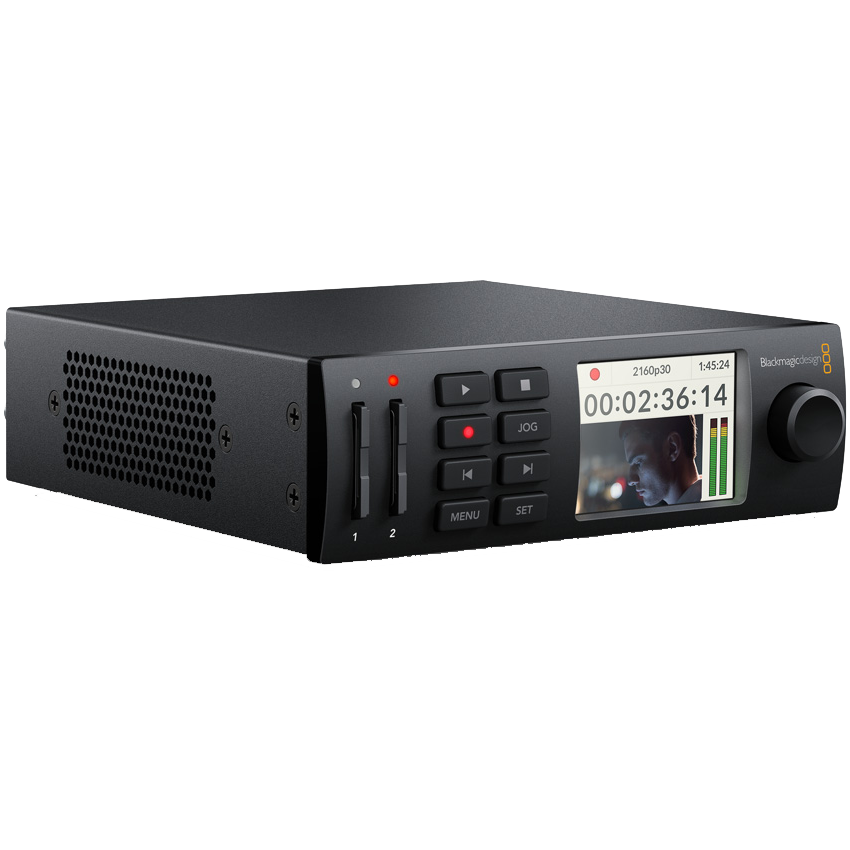 Blackmagicdesign
2160p30 1:45:24
00:02:36:14
JOG
MENU SET
1 2